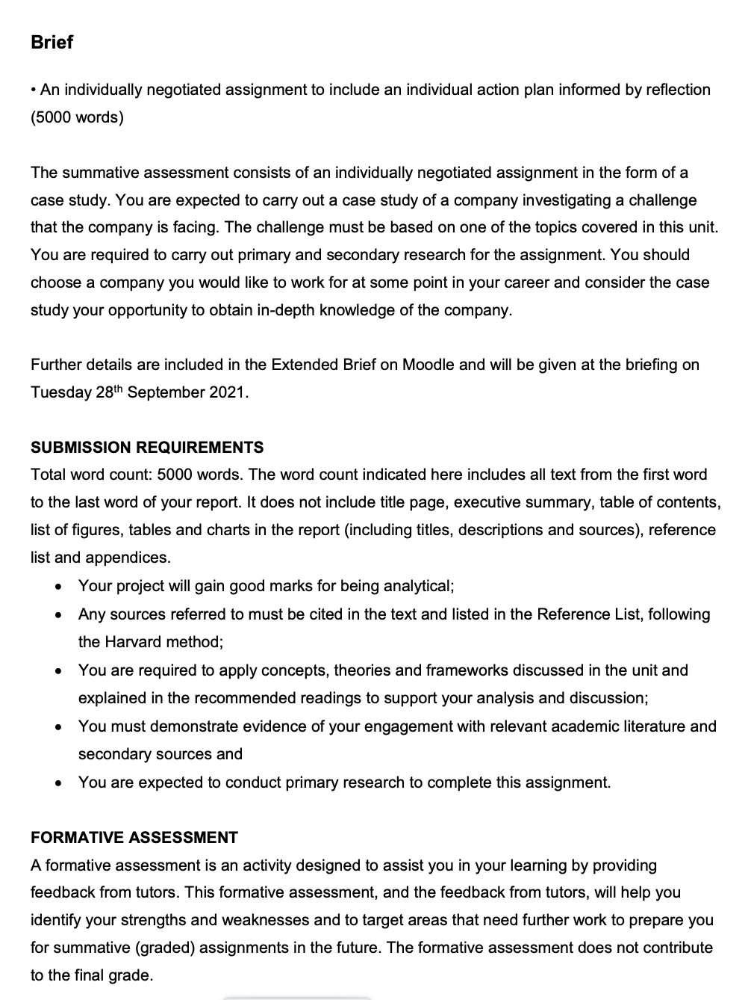 Brief
• An individually negotiated assignment to include an individual action plan informed by reflection
(5000 words)
The summative assessment consists of an individually negotiated assignment in the form of a
case study. You are expected to carry out a case study of a company investigating a challenge
that the company is facing. The challenge must be based on one of the topics covered in this unit.
You are required to carry out primary and secondary research for the assignment. You should
choose a company you would like to work for at some point in your career and consider the case
study your opportunity to obtain in-depth knowledge of the company.
Further details are included in the Extended Brief on Moodle and will be given at the briefing on
Tuesday 28th September 2021.
SUBMISSION REQUIREMENTS
Total word count: 5000 words. The word count indicated here includes all text from the first word
to the last word of your report. It does not include title page, executive summary, table of contents,
list of figures, tables and charts in the report (including titles, descriptions and sources), reference
list and appendices.
• Your project will gain good marks for being analytical;
• Any sources referred to must be cited in the text and listed in the Reference List, following
the Harvard method;
• You are required to apply concepts, theories and frameworks discussed in the unit and
explained in the recommended readings to support your analysis and discussion;
• You must demonstrate evidence of your engagement with relevant academic literature and
secondary sources and
• You are expected to conduct primary research to complete this assignment.
FORMATIVE ASSESSMENT
A formative assessment is an activity designed to assist you in your learning by providing
feedback from tutors. This formative assessment, and the feedback from tutors, will help you
identify your strengths and weaknesses and to target areas that need further work to prepare you
for summative (graded) assignments in the future. The formative assessment does not contribute
to the final grade.